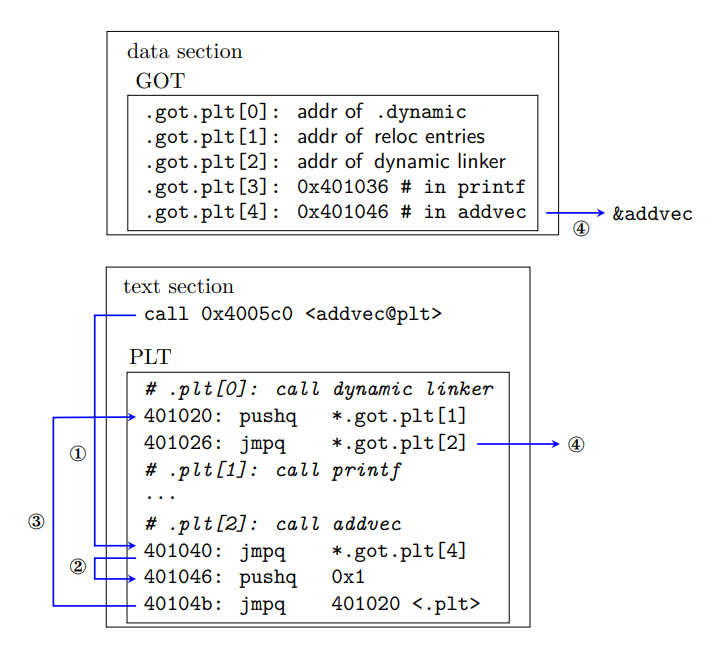 data section
GOT
.got.plt[0]: addr of .dynamic
.got.plt[1]: addr of reloc entries
.got.plt[2]: addr of dynamic linker
.got.plt[3]: 0x401036 # in printf
.got.plt[4]: 0x401046 # in addvec
&addvec
④
text section
call 0x4005c0 <addvec@plt>
PLT
# .plt[0]: call dynamic linker
401020: pushq *.got.plt[1]
401026: jmpq *.got.plt[2]
④
①
# .plt[1]: call printf
...
③
# .plt[2]: call addvec
401040: jmpq *.got.plt[4]
②
401046: pushq 0x1
40104b: jmpq 401020 <.plt>